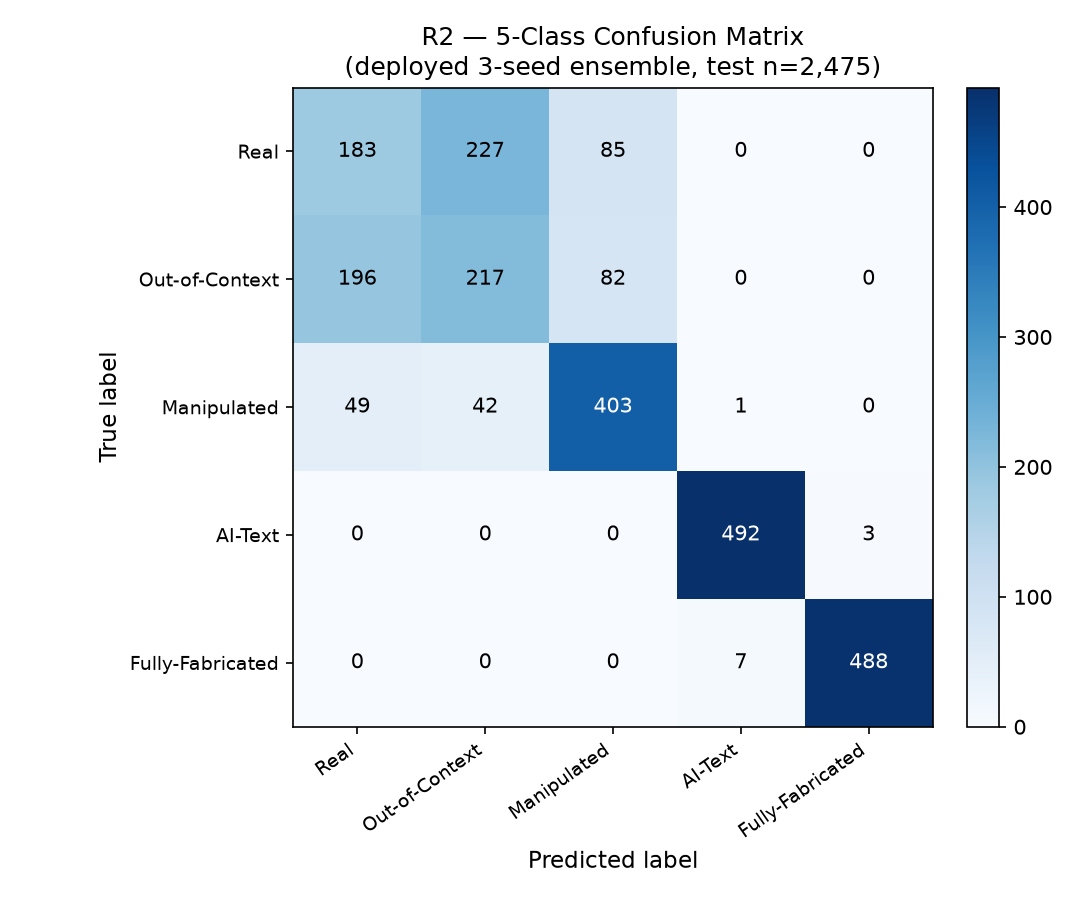 R2 — 5-Class Confusion Matrix
(deployed 3-seed ensemble, test n=2,475)
True label
Real 183 227 85 0 0
Out-of-Context 196 217 82 0 0
Manipulated 49 42 403 1 0
AI-Text 0 0 0 492 3
Fully-Fabricated 0 0 0 7 488
Real Out-of-Context Manipulated AI-Text Fully-Fabricated
Predicted label
400
300
200
100
0